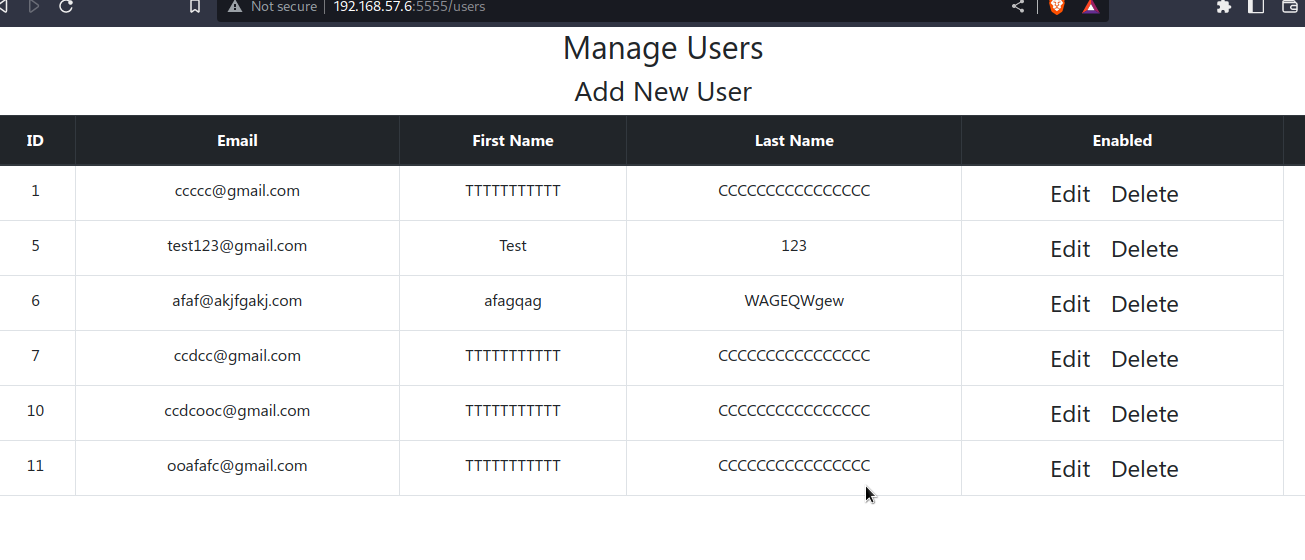 Not secure 192.168.57.6:5555/users
Manage Users
Add New User
ID Email First Name Last Name Enabled
1 ccccc@gmail.com TTTTTTTTTTT CCCCCCCCCCCCCCCC Edit Delete
5 test123@gmail.com Test 123 Edit Delete
6 afaf@akjfgakj.com afagqag WAGEQWgew Edit Delete
7 ccdcc@gmail.com TTTTTTTTTTT CCCCCCCCCCCCCCCC Edit Delete
10 ccdcooc@gmail.com TTTTTTTTTTT CCCCCCCCCCCCCCCC Edit Delete
11 ooafafc@gmail.com TTTTTTTTTTT CCCCCCCCCCCCCCCC Edit Delete